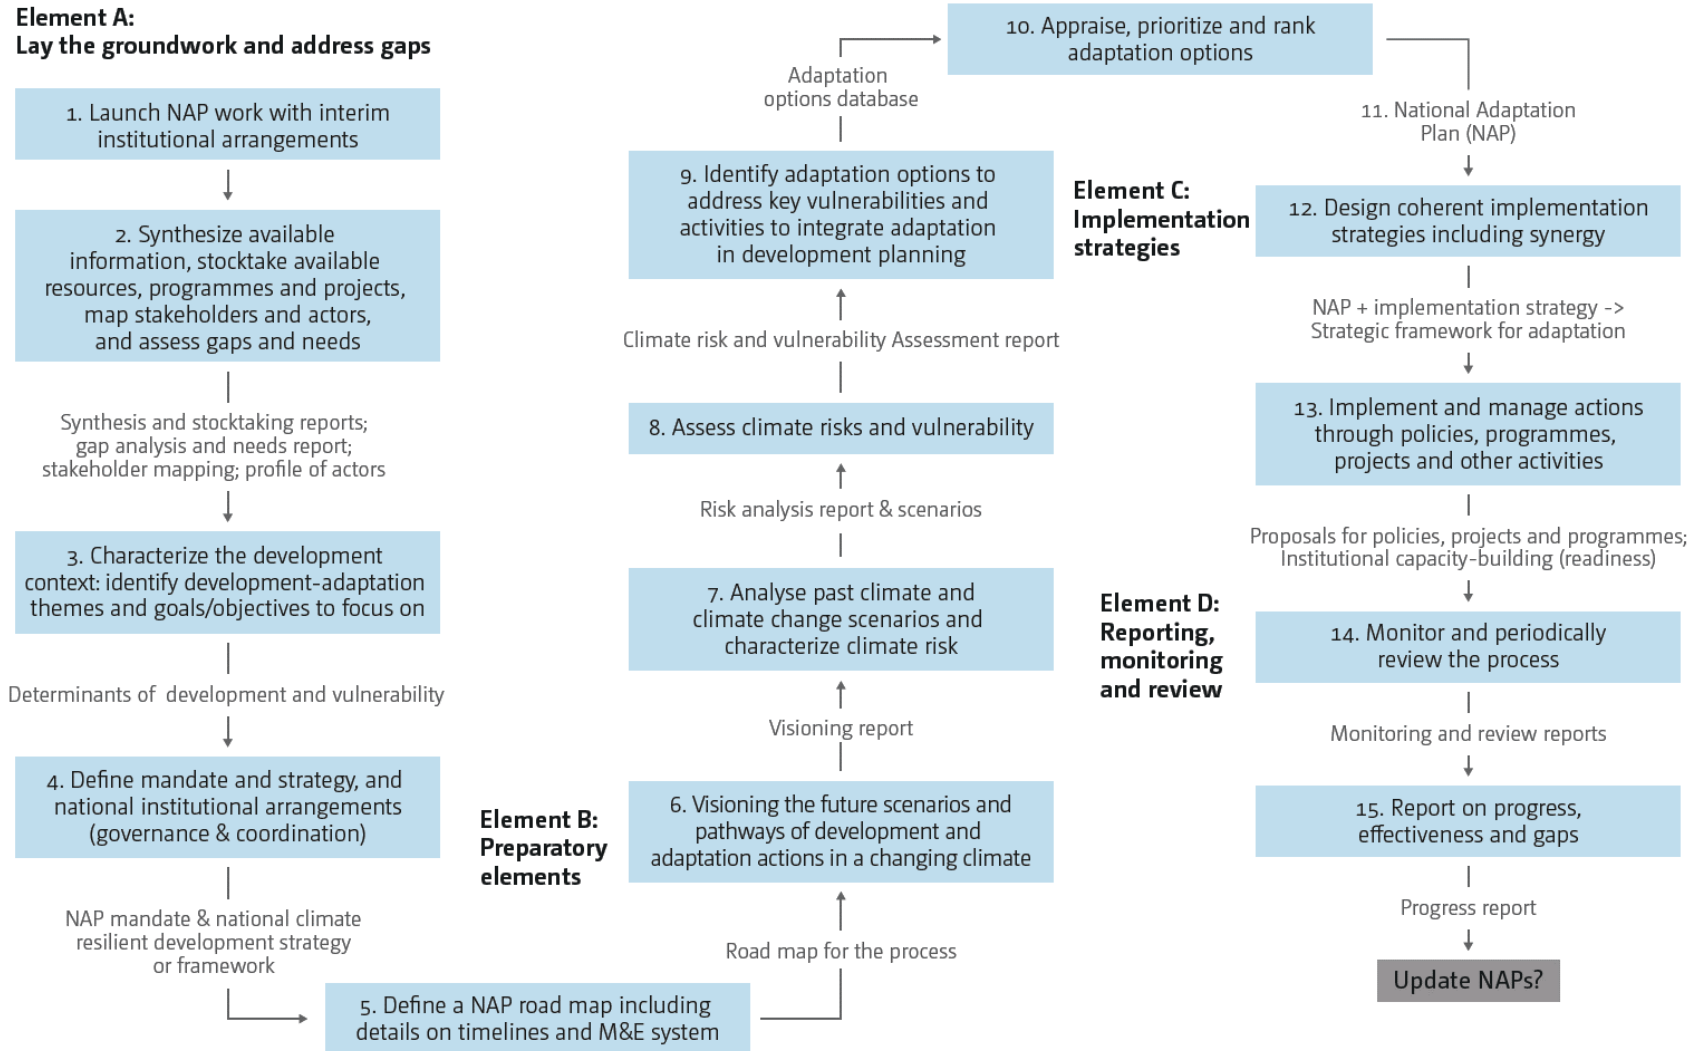 Element A:
Lay the groundwork and address gaps
1. Launch NAP work with interim
institutional arrangements
2. Synthesize available
information, stocktake available
resources, programmes and projects,
map stakeholders and actors,
and assess gaps and needs
Synthesis and stocktaking reports;
gap analysis and needs report;
stakeholder mapping; profile of actors
3. Characterize the development
context: identify development-adaptation
themes and goals/objectives to focus on
Determinants of development and vulnerability
4. Define mandate and strategy, and
national institutional arrangements
(governance & coordination)
NAP mandate & national climate
resilient development strategy
or framework
5. Define a NAP road map including
details on timelines and M&E system
Element B:
Preparatory
elements
Road map for the process
6. Visioning the future scenarios and
pathways of development and
adaptation actions in a changing climate
Visioning report
7. Analyse past climate and
climate change scenarios and
characterize climate risk
Risk analysis report & scenarios
8. Assess climate risks and vulnerability
Climate risk and vulnerability Assessment report
9. Identify adaptation options to
address key vulnerabilities and
activities to integrate adaptation
in development planning
Adaptation
options database
10. Appraise, prioritize and rank
adaptation options
11. National Adaptation
Plan (NAP)
Element C:
Implementation
strategies
12. Design coherent implementation
strategies including synergy
NAP + implementation strategy ->
Strategic framework for adaptation
13. Implement and manage actions
through policies, programmes,
projects and other activities
Proposals for policies, projects and programmes;
Institutional capacity-building (readiness)
Element D:
Reporting,
monitoring
and review
14. Monitor and periodically
review the process
Monitoring and review reports
15. Report on progress,
effectiveness and gaps
Progress report
Update NAPs?